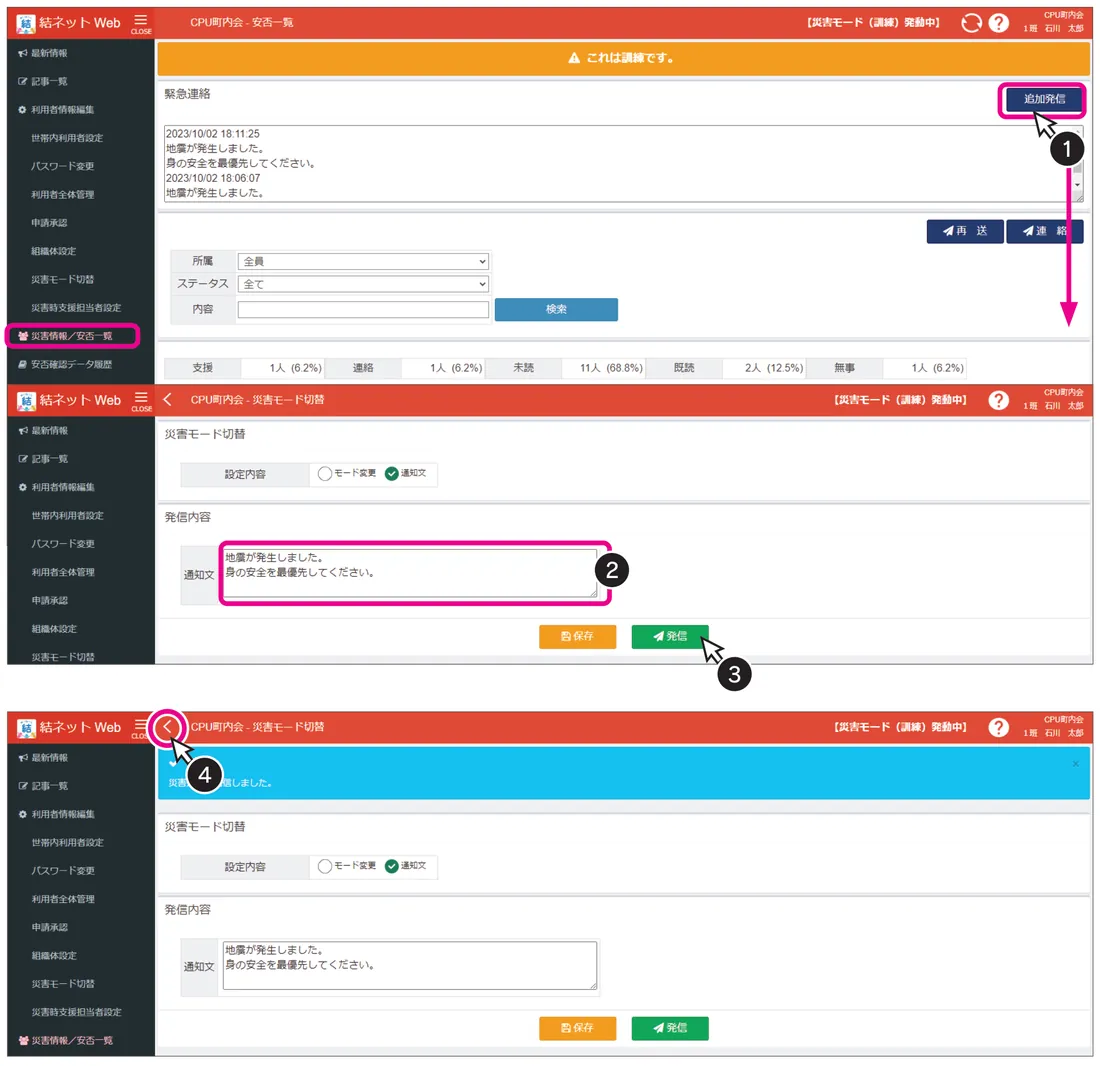 結ネット Web
CLOSE
CPU町内会 - 安否一覧
【災害モード（訓練）発動中】
?
CPU町内会
1班 石川 太郎
最新情報
記事一覧
利用者情報編集
世帯内利用者設定
パスワード変更
利用者全体管理
申請承認
組織体設定
災害モード切替
災害時支援担当者設定
災害情報／安否一覧
安否確認データ履歴
これは訓練です。
緊急連絡
追加発信
1
2023/10/02 18:11:25
地震が発生しました。
身の安全を最優先してください。
2023/10/02 18:06:07
地震が発生しました。
再 送
連 絡
所属 全員
ステータス 全て
内容 検索
支援 1人 (6.2%) 連絡 1人 (6.2%) 未読 11人 (68.8%) 既読 2人 (12.5%) 無事 1人 (6.2%)
結ネット Web
CLOSE
CPU町内会 - 災害モード切替
【災害モード（訓練）発動中】
?
CPU町内会
1班 石川 太郎
最新情報
記事一覧
利用者情報編集
世帯内利用者設定
パスワード変更
利用者全体管理
申請承認
組織体設定
災害モード切替
災害モード切替
設定内容 モード変更 通知文
発信内容
通知文
地震が発生しました。
身の安全を最優先してください。
2
保存
発信
3
結ネット Web
CPU町内会 - 災害モード切替
【災害モード（訓練）発動中】
?
CPU町内会
1班 石川 太郎
4
最新情報
記事一覧
利用者情報編集
世帯内利用者設定
パスワード変更
利用者全体管理
申請承認
組織体設定
災害モード切替
災害時支援担当者設定
災害情報／安否一覧
×
災害 信しました。
災害モード切替
設定内容 モード変更 通知文
発信内容
通知文
地震が発生しました。
身の安全を最優先してください。
保存
発信